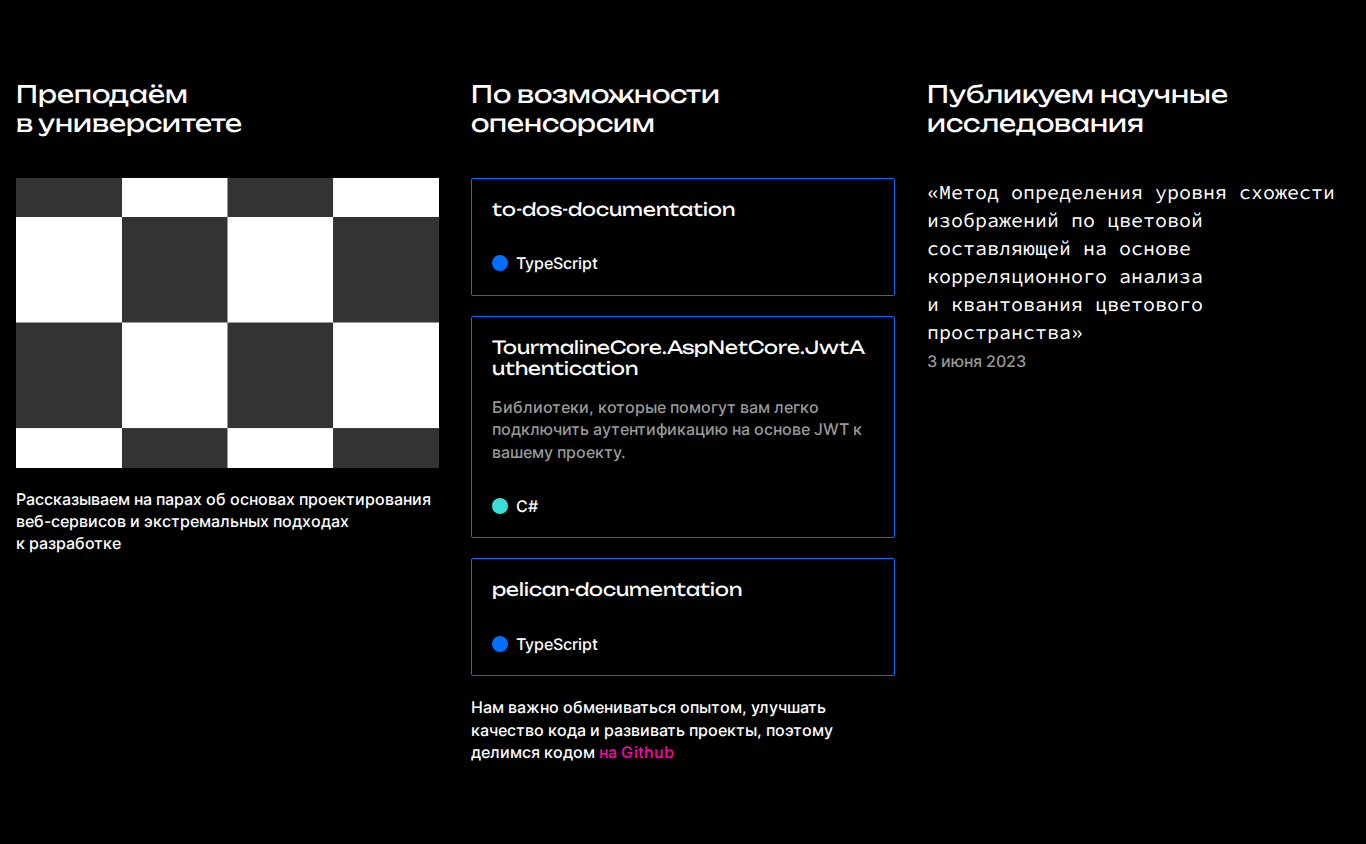 Преподаём
в университете
Рассказываем на парах об основах проектирования
веб-сервисов и экстремальных подходах
к разработке
По возможности
опенсорсим
to-dos-documentation
TypeScript
TourmalineCore.AspNetCore.JwtA
uthentication
Библиотеки, которые помогут вам легко
подключить аутентификацию на основе JWT к
вашему проекту.
C#
pelican-documentation
TypeScript
Нам важно обмениваться опытом, улучшать
качество кода и развивать проекты, поэтому
делимся кодом на Github
Публикуем научные
исследования
«Метод определения уровня схожести
изображений по цветовой
составляющей на основе
корреляционного анализа
и квантования цветового
пространства»
3 июня 2023